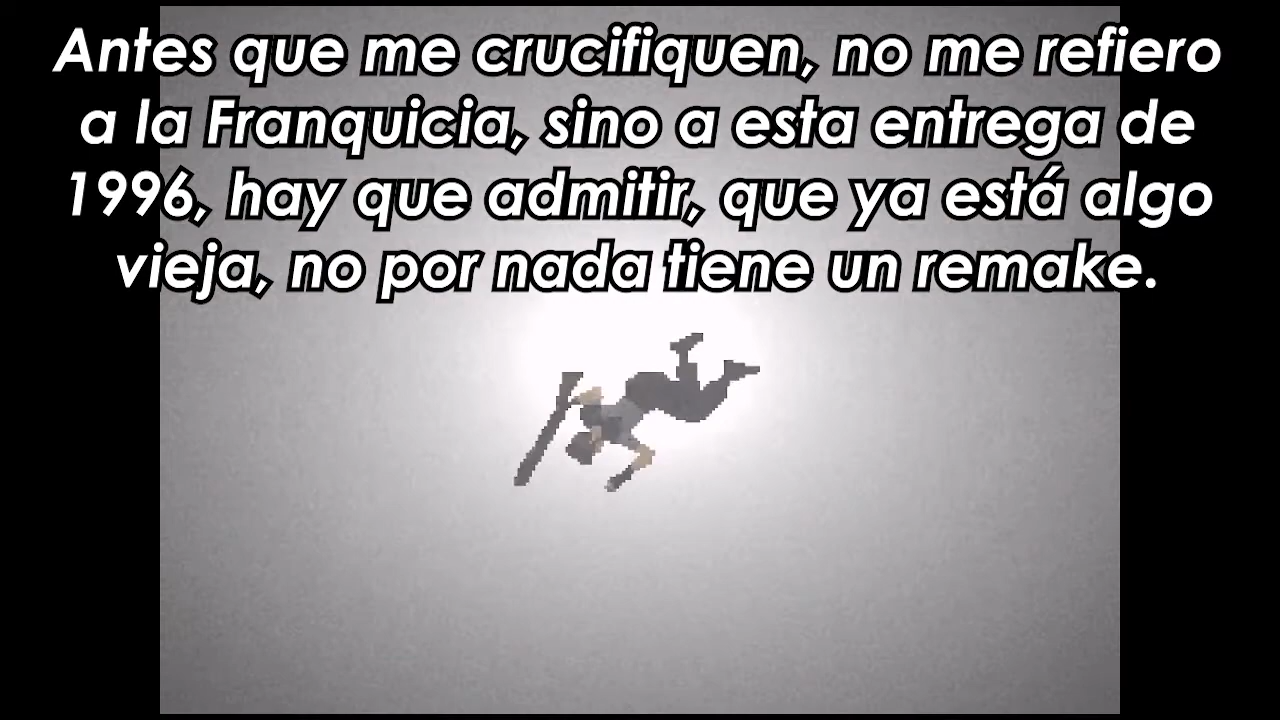 Antes que me crucifiquen, no me refiero
a la Franquicia, sino a esta entrega de
1996, hay que admitir, que ya está algo
vieja, no por nada tiene un remake.